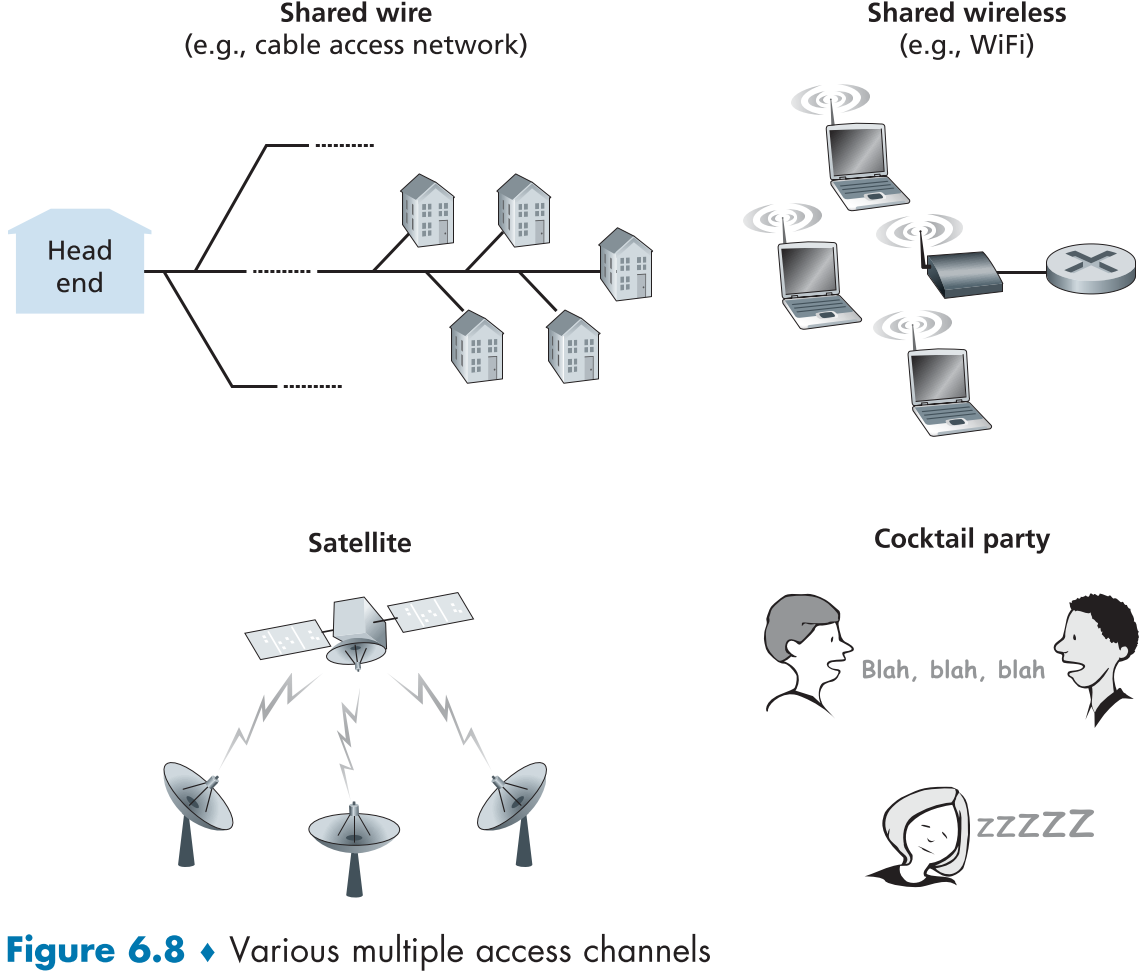 Shared wire
(e.g., cable access network)
Shared wireless
(e.g., WiFi)
Head
end
Satellite
Cocktail party
Blah, blah, blah
zzzzz
Figure 6.8 ♦ Various multiple access channels